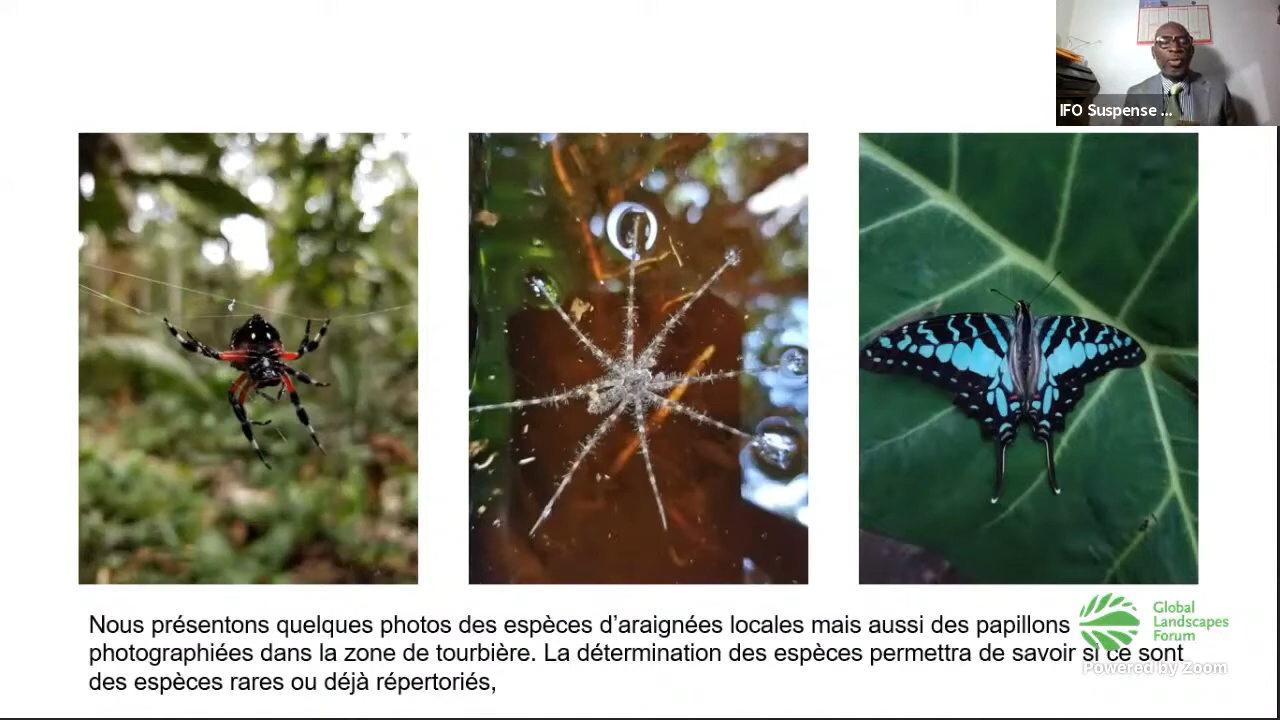 IFO Suspense ...
Nous présentons quelques photos des espèces d'araignées locales mais aussi des papillons
photographiées dans la zone de tourbière. La détermination des espèces permettra de savoir si ce sont
des espèces rares ou déjà répertoriés,
Global
Landscapes
Forum
Powered by Zoom